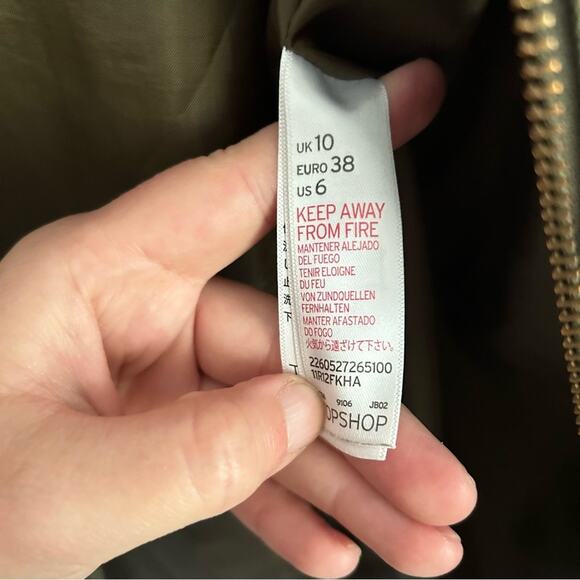 UK 10
EURO 38
US 6
KEEP AWAY
FROM FIRE
MANTENER ALEJADO
DEL FUEGO
TENIR ELOIGNE
DU FEU
VON ZUNDQUELLEN
FERNHALTEN
MANTER AFASTADO
DO FOGO
火気から遠ざけて下さい。
2260527265100
11R12FKHA
9106 JB02
OPSHOP